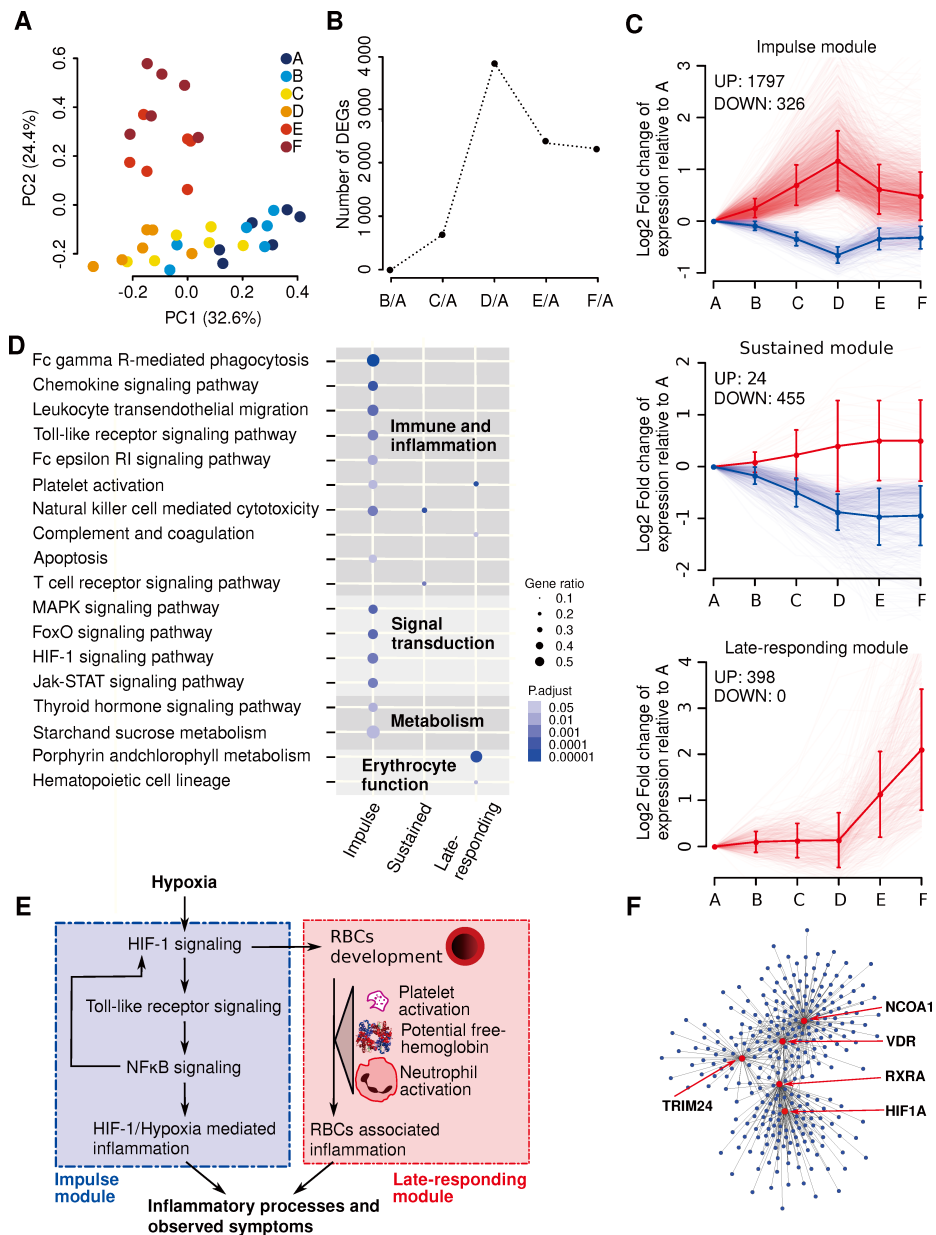 A
PC2 (24.4%)
0.6
0.4
0.2
0.0
-0.2
-0.2
0.0
0.2
0.4
PC1 (32.6%)
A
B
C
D
E
F
B
Number of DEGs
4 000
3 000
2 000
1 000
0
B/A
C/A
D/A
E/A
F/A
C
Impulse module
UP: 1797
DOWN: 326
Log2 Fold change of
expression relative to A
3
2
1
0
-1
A
B
C
D
E
F
Sustained module
UP: 24
DOWN: 455
Log2 Fold change of
expression relative to A
2
1
0
-1
-2
A
B
C
D
E
F
Late-responding module
UP: 398
DOWN: 0
Log2 Fold change of
expression relative to A
4
3
2
1
0
A
B
C
D
E
F
D
Fc gamma R-mediated phagocytosis
Chemokine signaling pathway
Leukocyte transendothelial migration
Toll-like receptor signaling pathway
Fc epsilon RI signaling pathway
Platelet activation
Natural killer cell mediated cytotoxicity
Complement and coagulation
Apoptosis
T cell receptor signaling pathway
MAPK signaling pathway
FoxO signaling pathway
HIF-1 signaling pathway
Jak-STAT signaling pathway
Thyroid hormone signaling pathway
Starchand sucrose metabolism
Porphyrin andchlorophyll metabolism
Hematopoietic cell lineage
Immune and
inflammation
Signal
transduction
Metabolism
Erythrocyte
function
Impulse
Sustained
Late-
responding
Gene ratio
0.1
0.2
0.3
0.4
0.5
P.adjust
0.05
0.01
0.001
0.0001
0.00001
E
Hypoxia
HIF-1 signaling
Toll-like receptor signaling
NFκB signaling
HIF-1/Hypoxia mediated
inflammation
Impulse
module
RBCs
development
Platelet
activation
Potential free-
hemoglobin
Neutrophil
activation
RBCs associated
inflammation
Late-responding
module
Inflammatory processes and
observed symptoms
F
NCOA1
VDR
RXRA
HIF1A
TRIM24